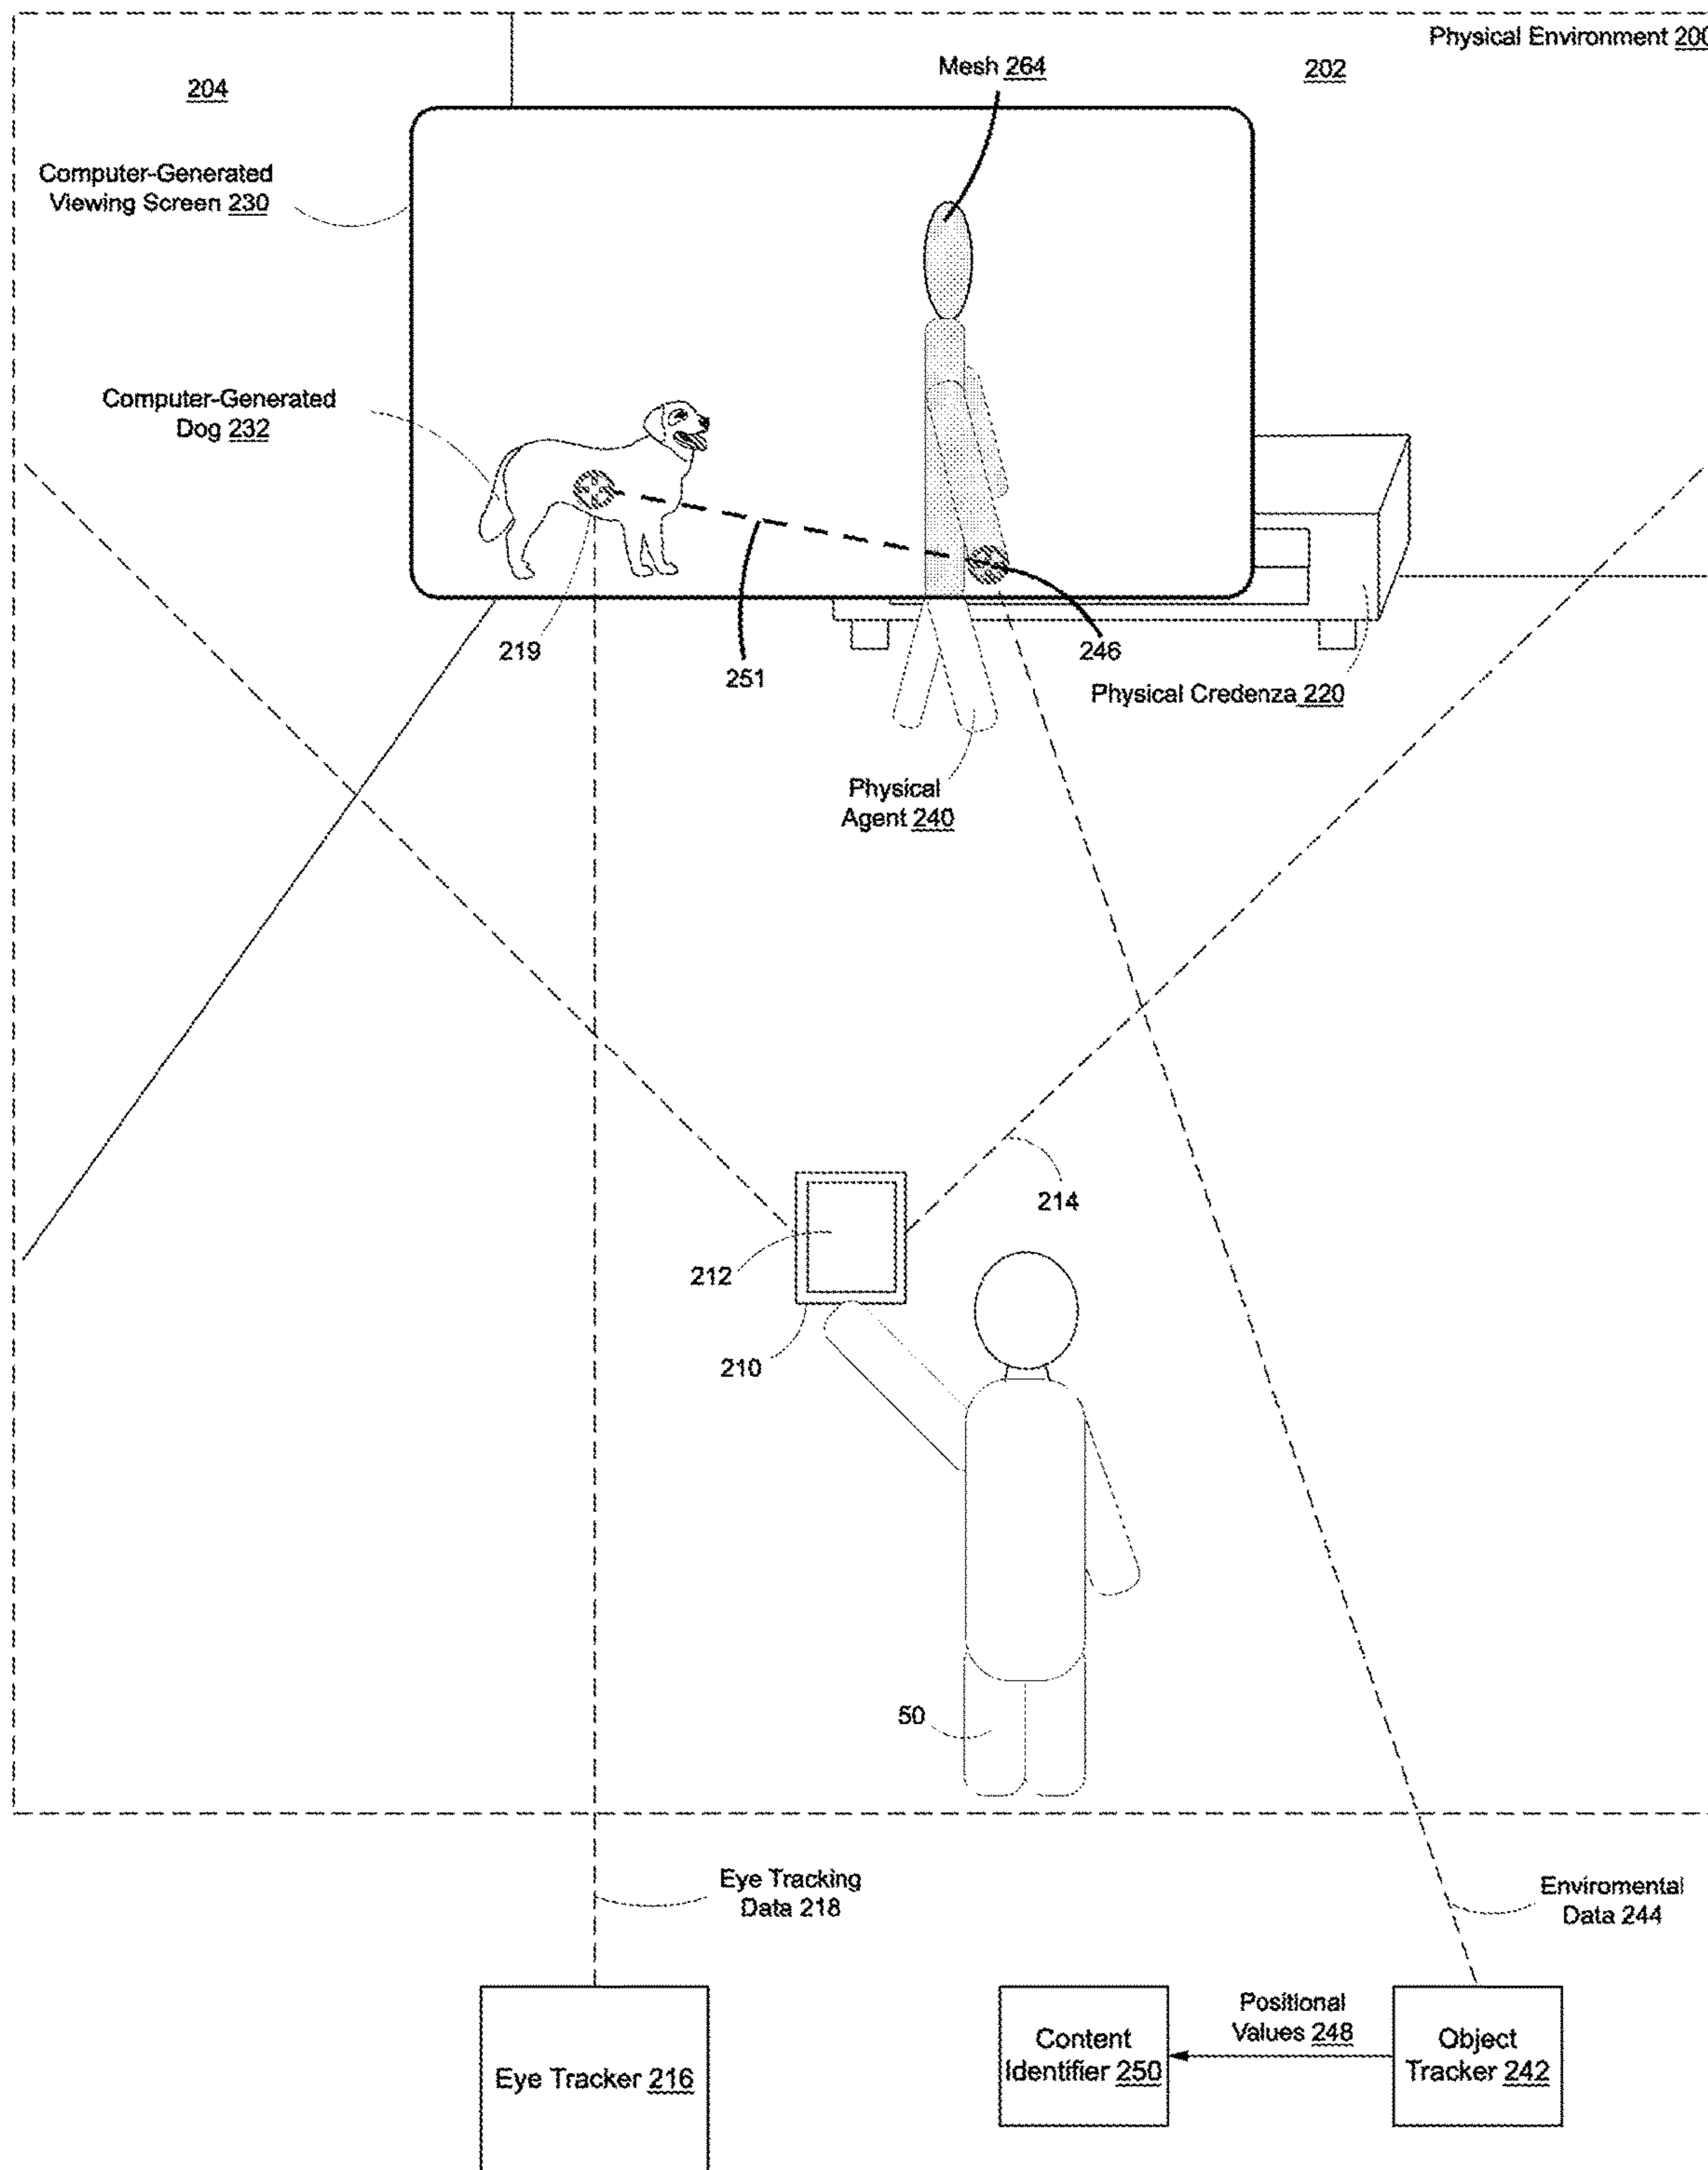 Physical Environment 200
Mesh 264
202
204
Computer-Generated
Viewing Screen 230
Computer-Generated
Dog 232
219
251
246
Physical Credenza 220
Physical
Agent 240
214
212
210
50
Eye Tracking
Data 218
Enviromental
Data 244
Eye Tracker 216
Content
Identifier 250
Positional
Values 248
Object
Tracker 242